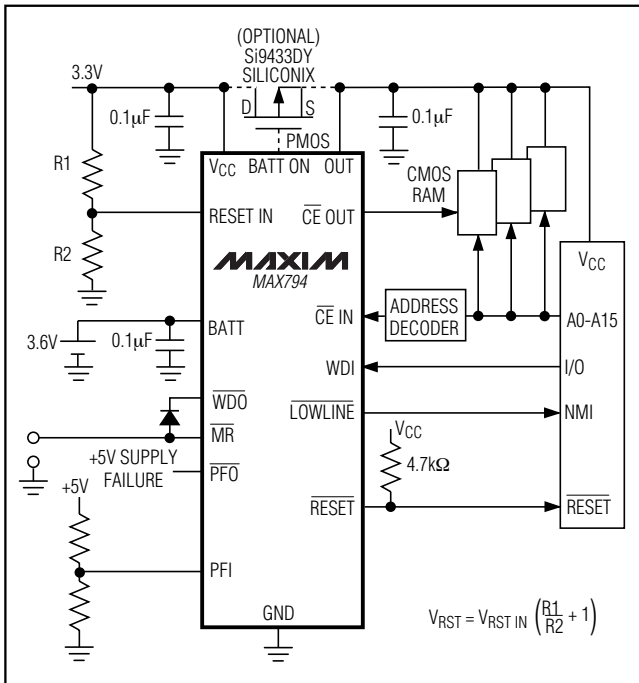 (OPTIONAL)
Si9433DY
SILICONIX
3.3V
D
S
0.1µF
0.1µF
PMOS
R1
VCC
BATT ON
OUT
CMOS
RAM
RESET IN
CE OUT
R2
MAXIM
MAX794
VCC
BATT
CE IN
ADDRESS
DECODER
A0-A15
3.6V
0.1µF
WDI
I/O
WDO
LOWLINE
NMI
MR
VCC
+5V SUPPLY
FAILURE
PFO
4.7kΩ
+5V
RESET
RESET
PFI
GND
VRST = VRST IN (R1/R2 + 1)